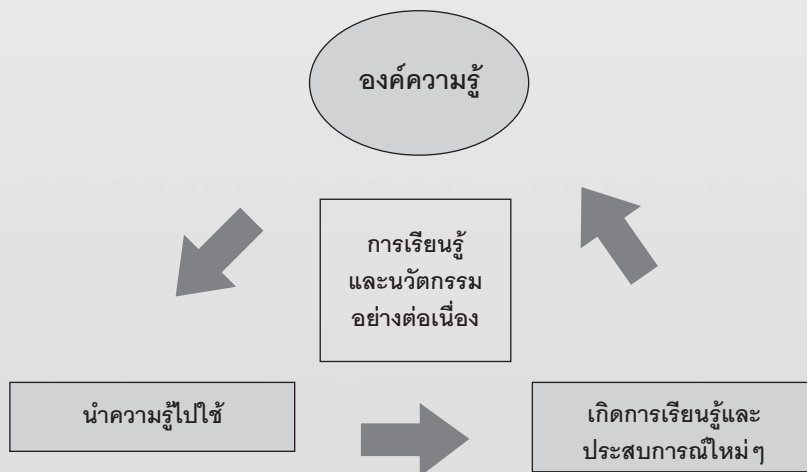 องค์ความรู้
การเรียนรู้
และนวัตกรรม
อย่างต่อเนื่อง
นำความรู้ไปใช้
เกิดการเรียนรู้และ
ประสบการณ์ใหม่ๆ